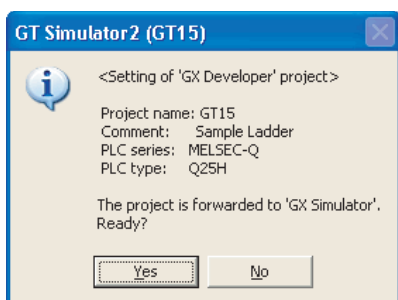 GT Simulator2 (GT15)
<Setting of 'GX Developer' project>
Project name: GT15
Comment: Sample Ladder
PLC series: MELSEC-Q
PLC type: Q25H
The project is forwarded to 'GX Simulator'.
Ready?
Yes No